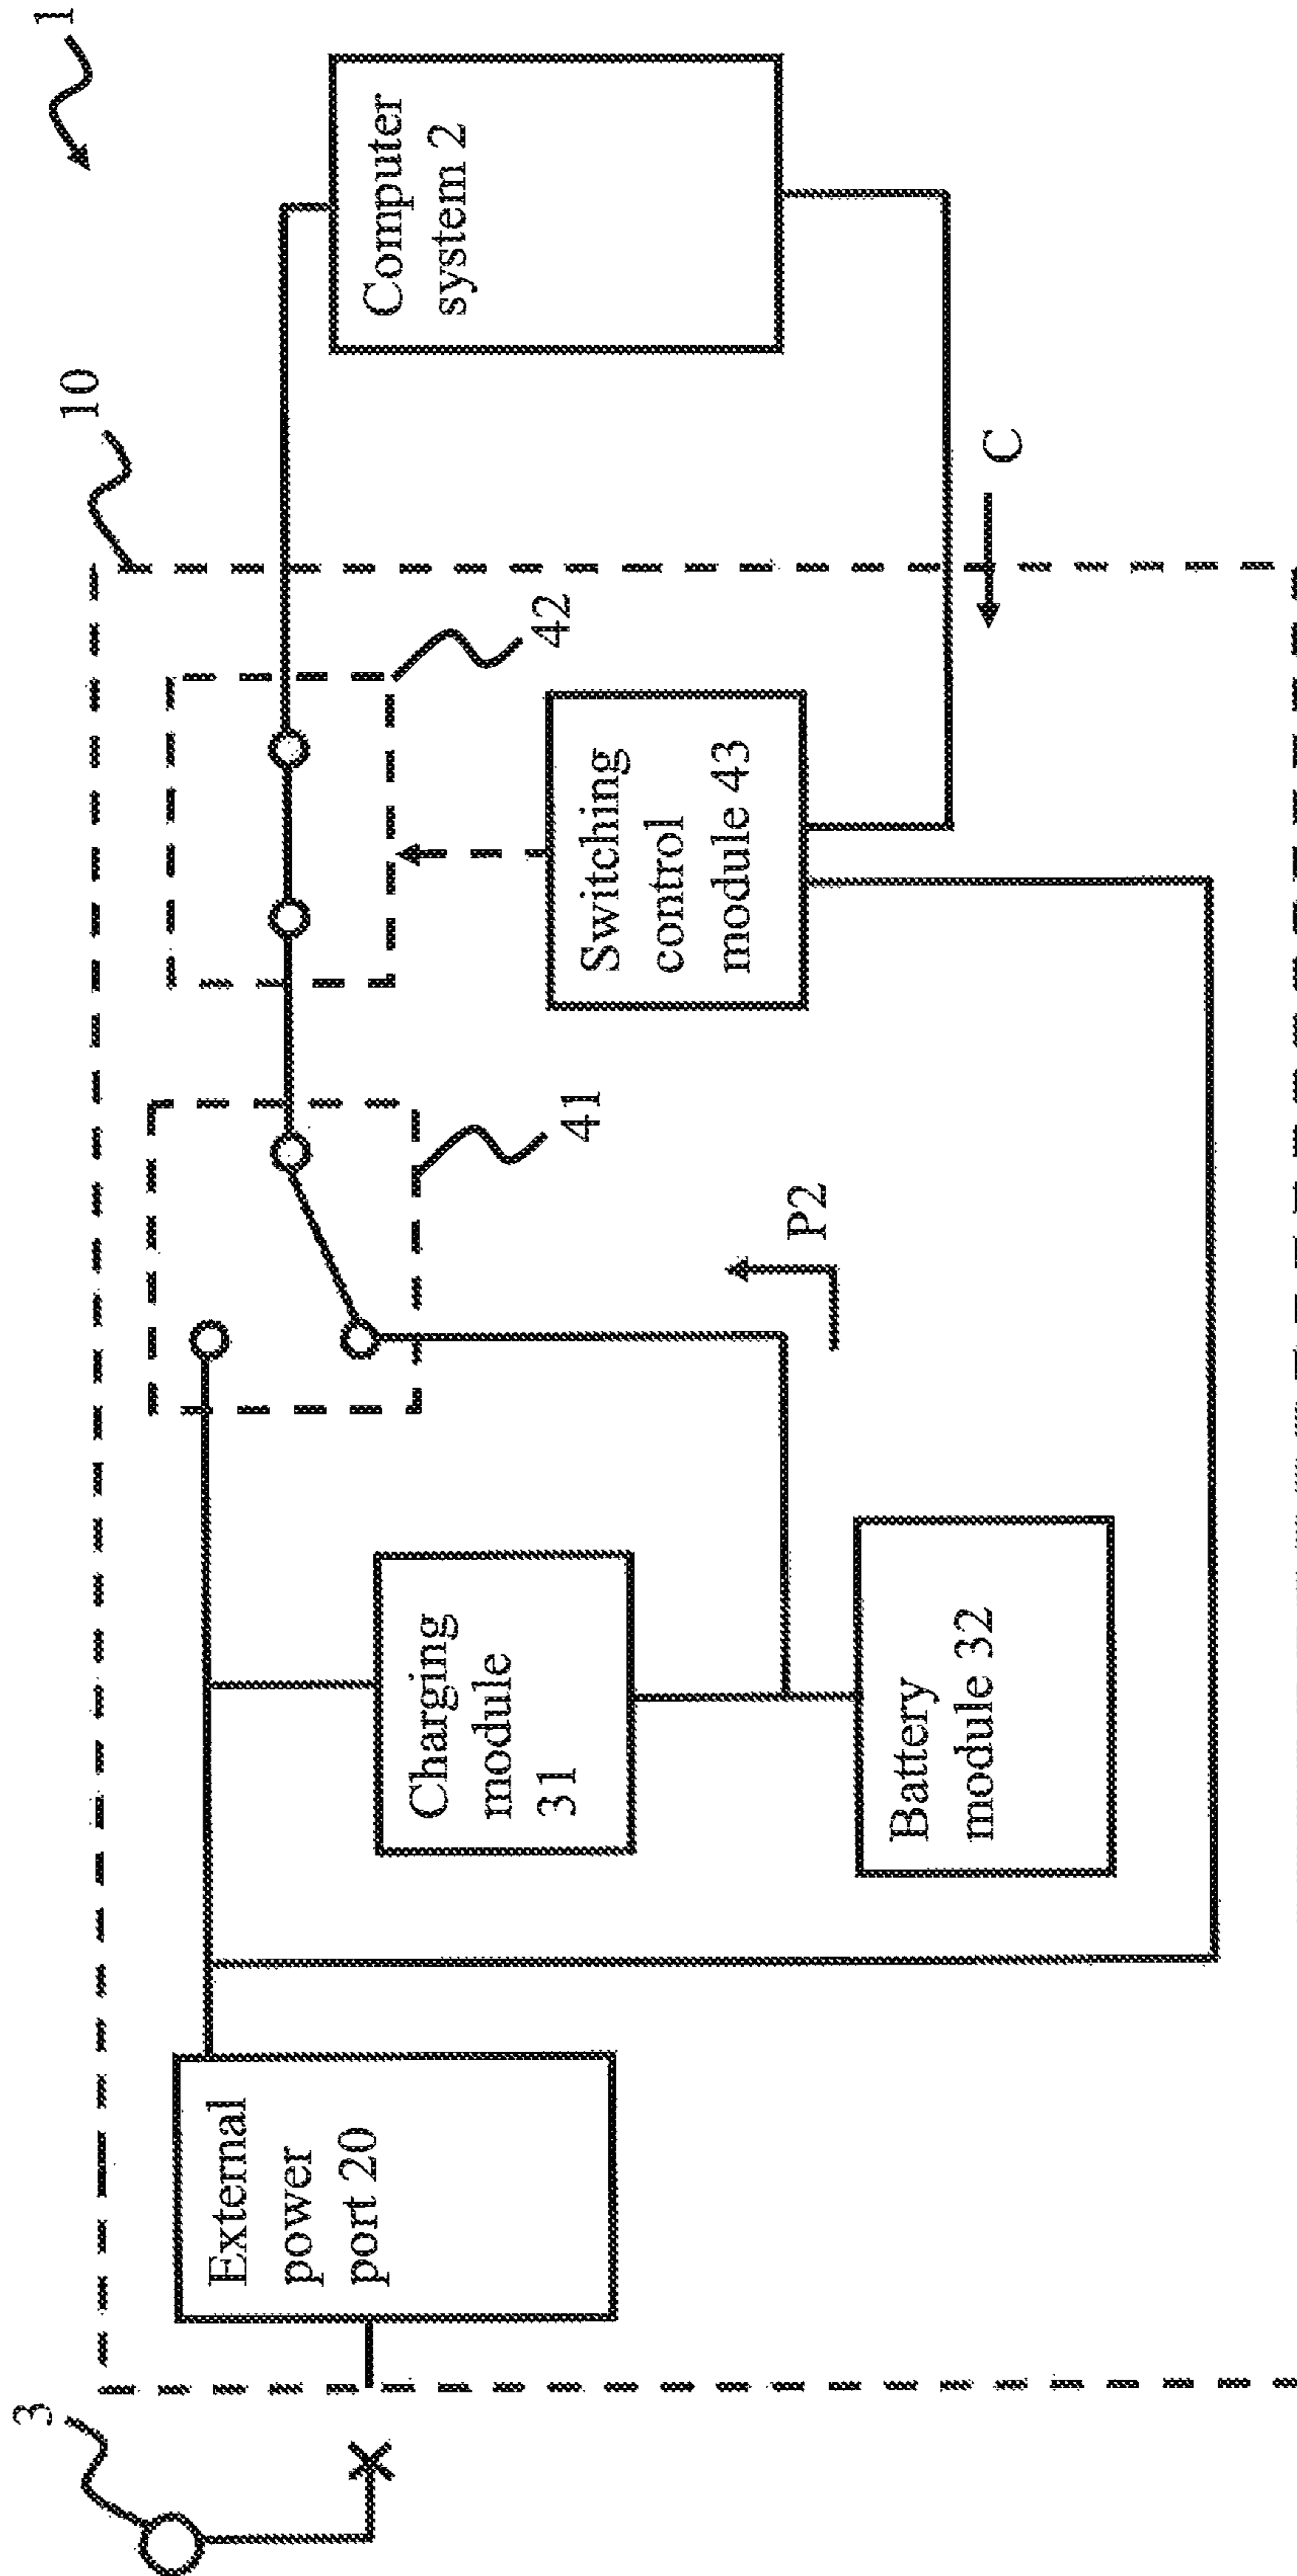 1
10
3
External
power
port 20
Charging
module
31
Battery
module 32
P2
41
42
Switching
control
module 43
C
Computer
system 2